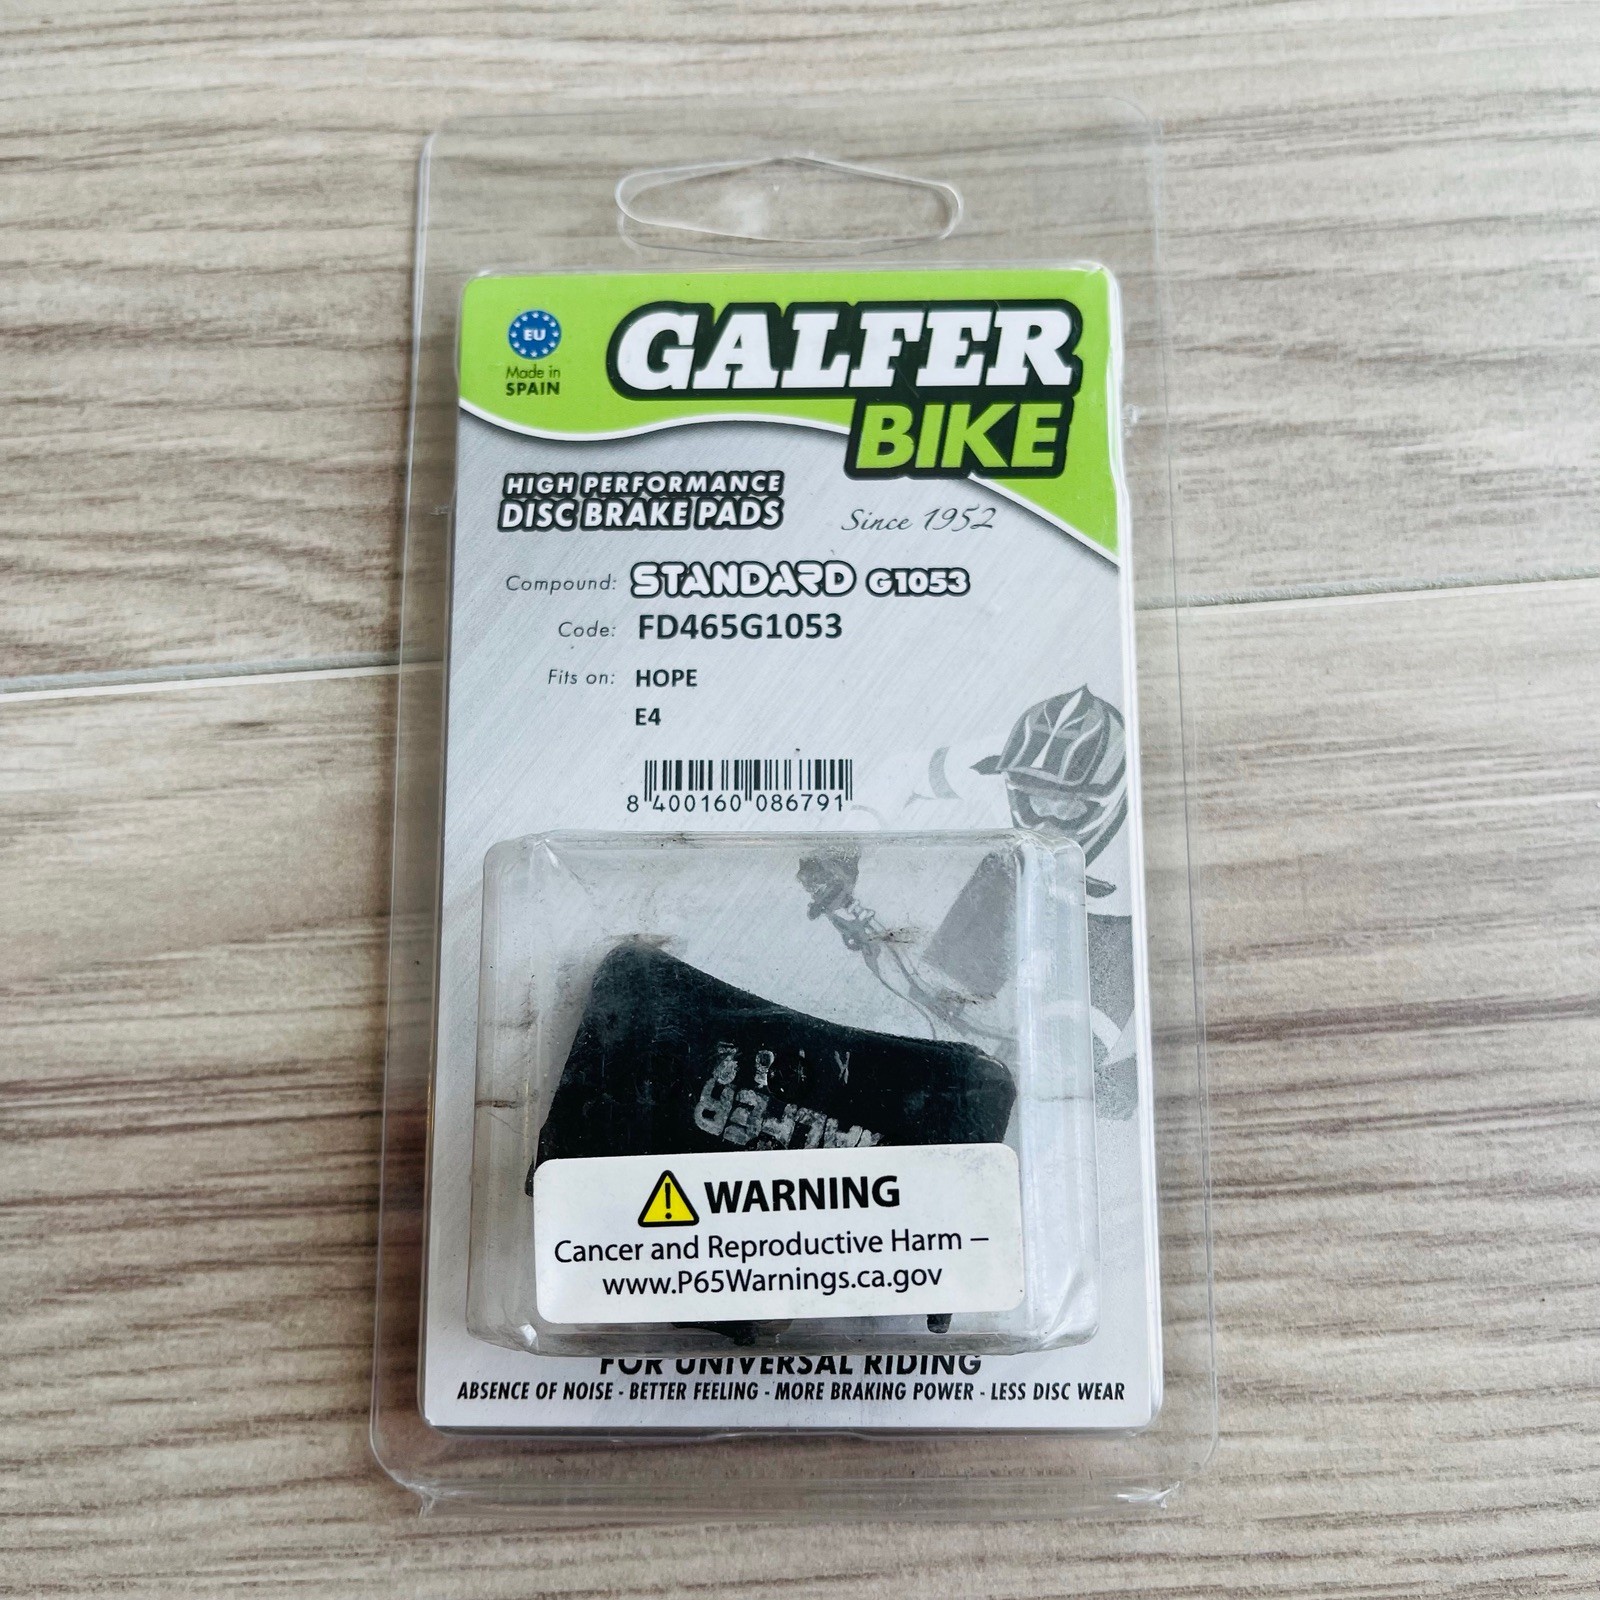 EU
Made in
SPAIN
GALFER
BIKE
HIGH PERFORMANCE
DISC BRAKE PADS
Since 1952
Compound: STANDARD G1053
Code: FD465G1053
Fits on: HOPE
E4
8 400160 086791
GALFER
WARNING
Cancer and Reproductive Harm –
www.P65Warnings.ca.gov
FOR UNIVERSAL RIDING
ABSENCE OF NOISE - BETTER FEELING - MORE BRAKING POWER - LESS DISC WEAR